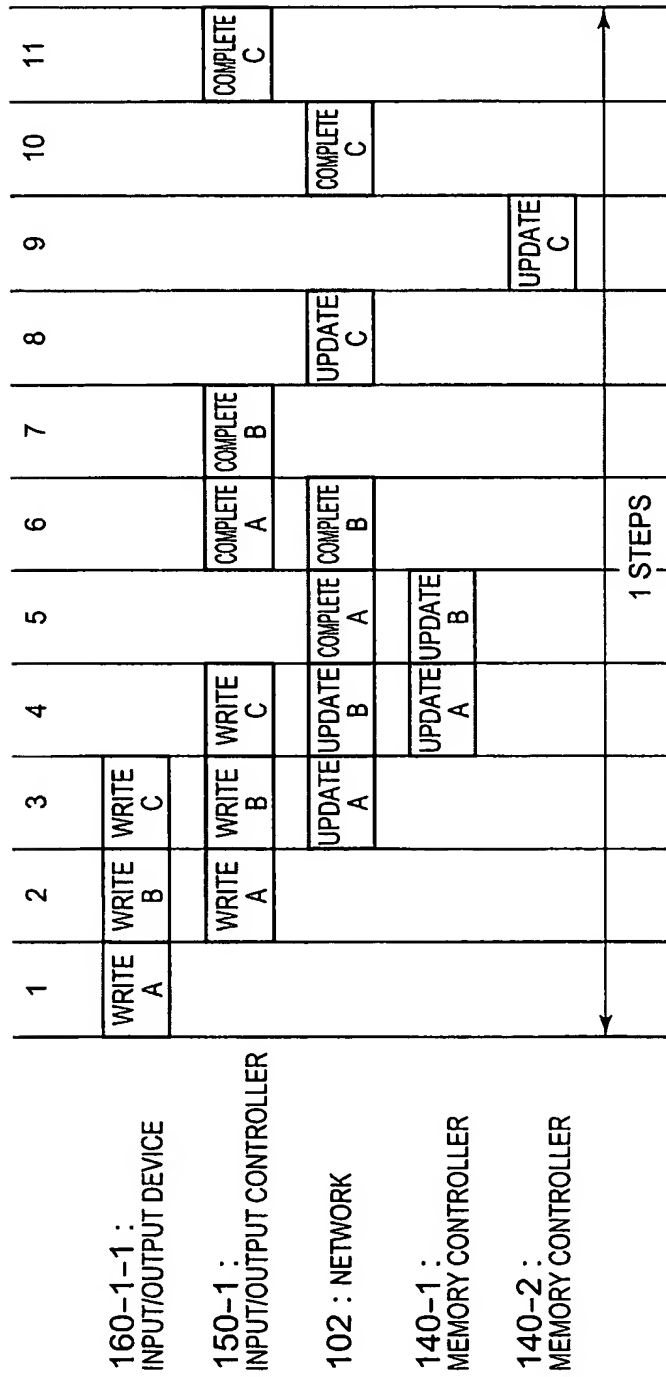 1 2 3 4 5 6 7 8 9 10 11
160-1-1 :
INPUT/OUTPUT DEVICE
WRITE A
WRITE B
WRITE C
150-1 :
INPUT/OUTPUT CONTROLLER
WRITE A
WRITE B
WRITE C
COMPLETE A
COMPLETE B
COMPLETE C
102 : NETWORK
UPDATE A
UPDATE B
COMPLETE A
COMPLETE B
UPDATE C
COMPLETE C
140-1 :
MEMORY CONTROLLER
UPDATE A
UPDATE B
140-2 :
MEMORY CONTROLLER
UPDATE C
1 STEPS